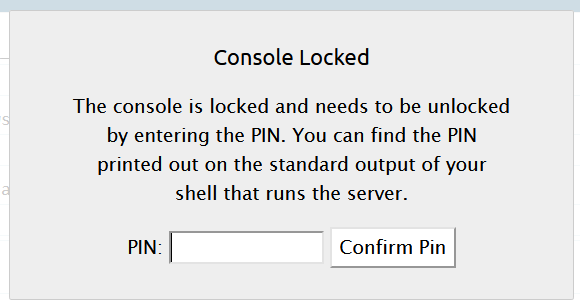 Console Locked
The console is locked and needs to be unlocked
by entering the PIN. You can find the PIN
printed out on the standard output of your
shell that runs the server.
PIN: Confirm Pin